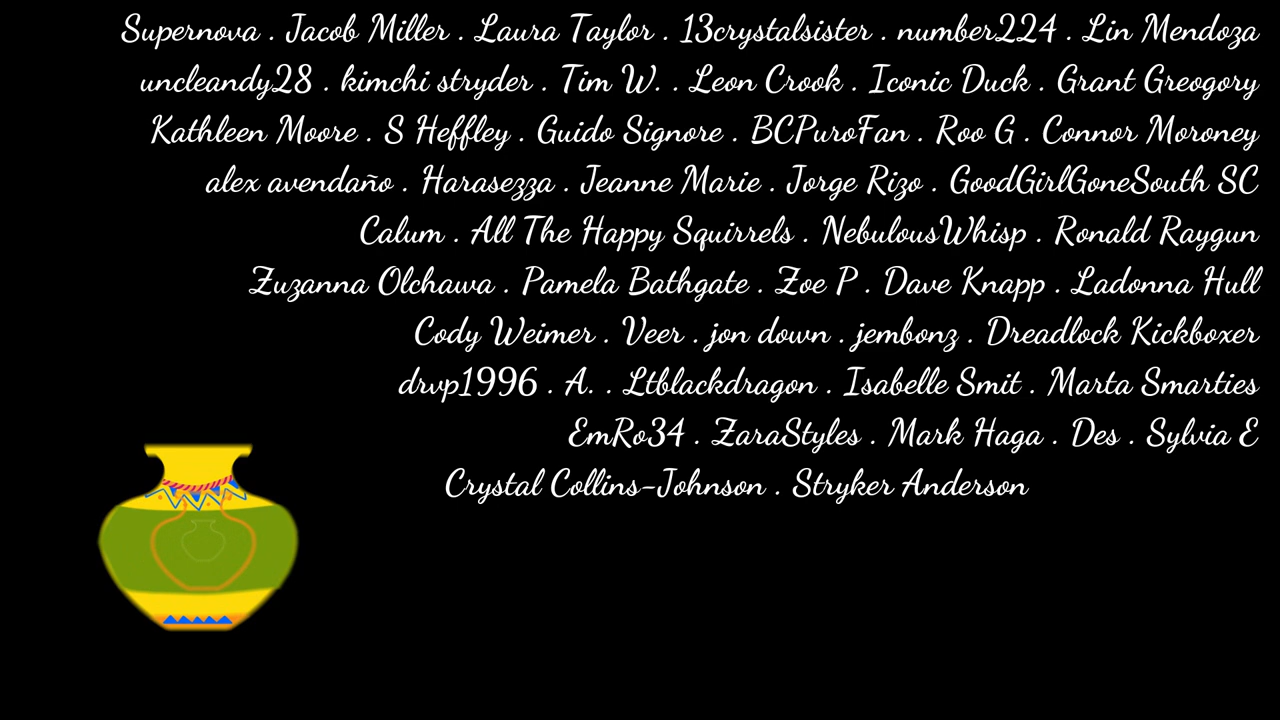 Supernova . Jacob Miller . Laura Taylor . 13crystalsister . number224 . Lin Mendoza
uncleandy28 . kimchi stryder . Tim W. . Leon Crook . Iconic Duck . Grant Greogory
Kathleen Moore . S Heffley . Guido Signore . BCPuroFan . Roo G . Connor Moroney
alex avendaño . Harasezza . Jeanne Marie . Jorge Rizo . GoodGirlGoneSouth SC
Calum . All The Happy Squirrels . NebulousWhisp . Ronald Raygun
Zuzanna Olchawa . Pamela Bathgate . Zoe P . Dave Knapp . Ladonna Hull
Cody Weimer . Veer . jon down . jembonz . Dreadlock Kickboxer
drvp1996 . A. . Ltblackdragon . Isabelle Smit . Marta Smarties
EmRo34 . ZaraStyles . Mark Haga . Des . Sylvia E
Crystal Collins-Johnson . Stryker Anderson